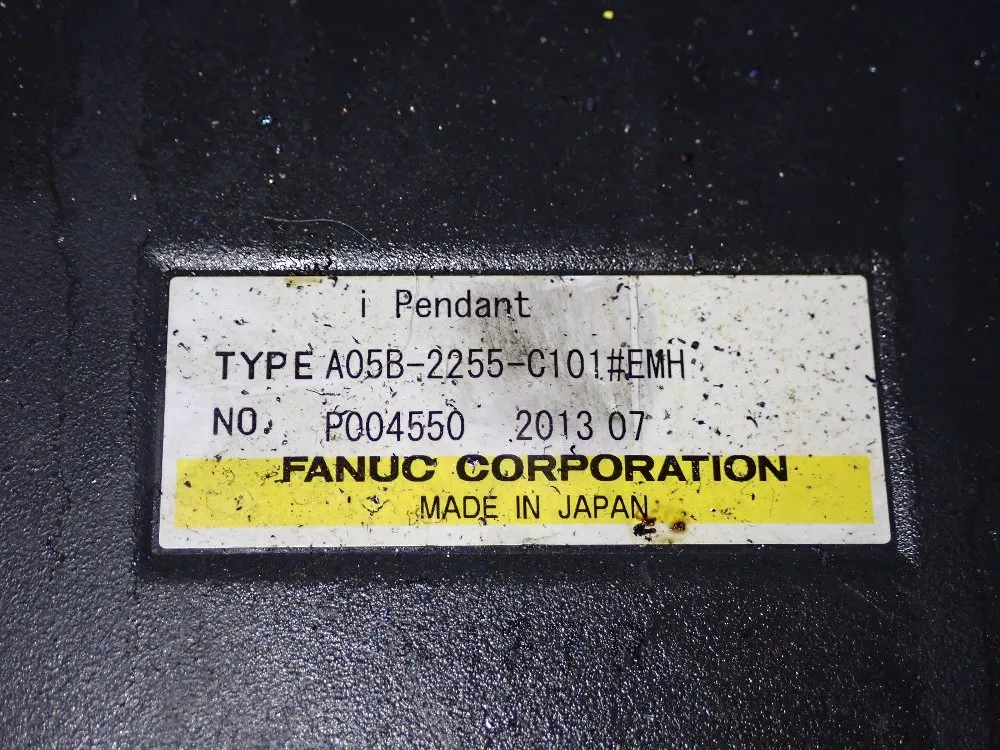 i Pendant
TYPE A05B-2255-C101#EMH
NO. P004550 2013 07
FANUC CORPORATION
MADE IN JAPAN